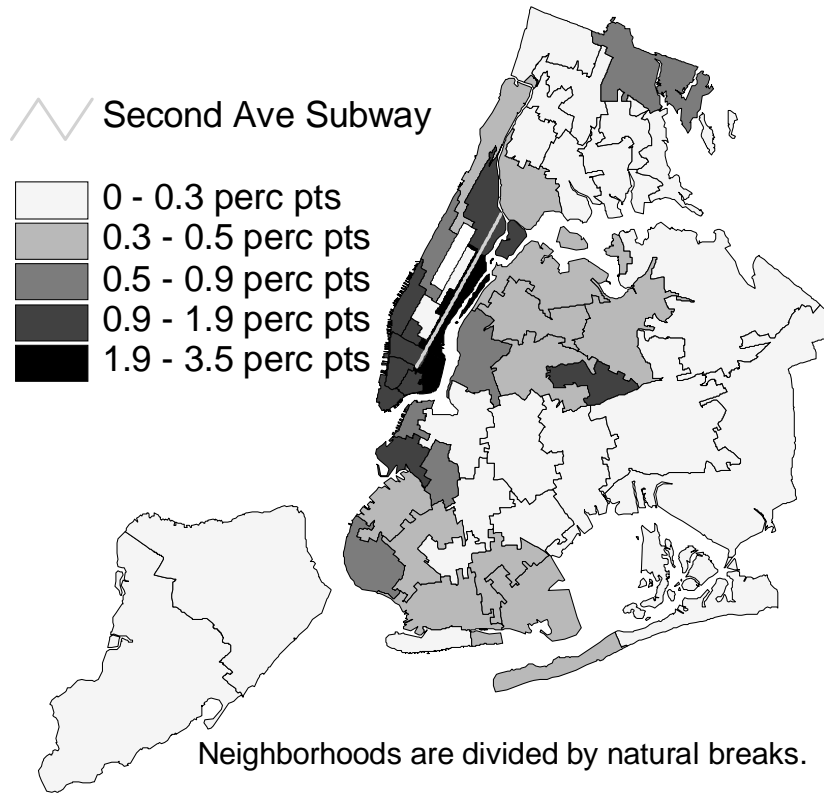 Second Ave Subway
0 - 0.3 perc pts
0.3 - 0.5 perc pts
0.5 - 0.9 perc pts
0.9 - 1.9 perc pts
1.9 - 3.5 perc pts
Neighborhoods are divided by natural breaks.